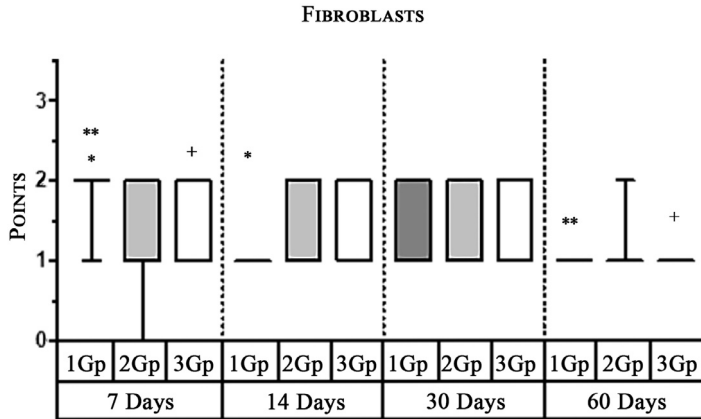 FIBROBLASTS
POINTS
3
2
1
0
** + *
*
** +
1Gp 2Gp 3Gp 1Gp 2Gp 3Gp 1Gp 2Gp 3Gp 1Gp 2Gp 3Gp
7 Days 14 Days 30 Days 60 Days